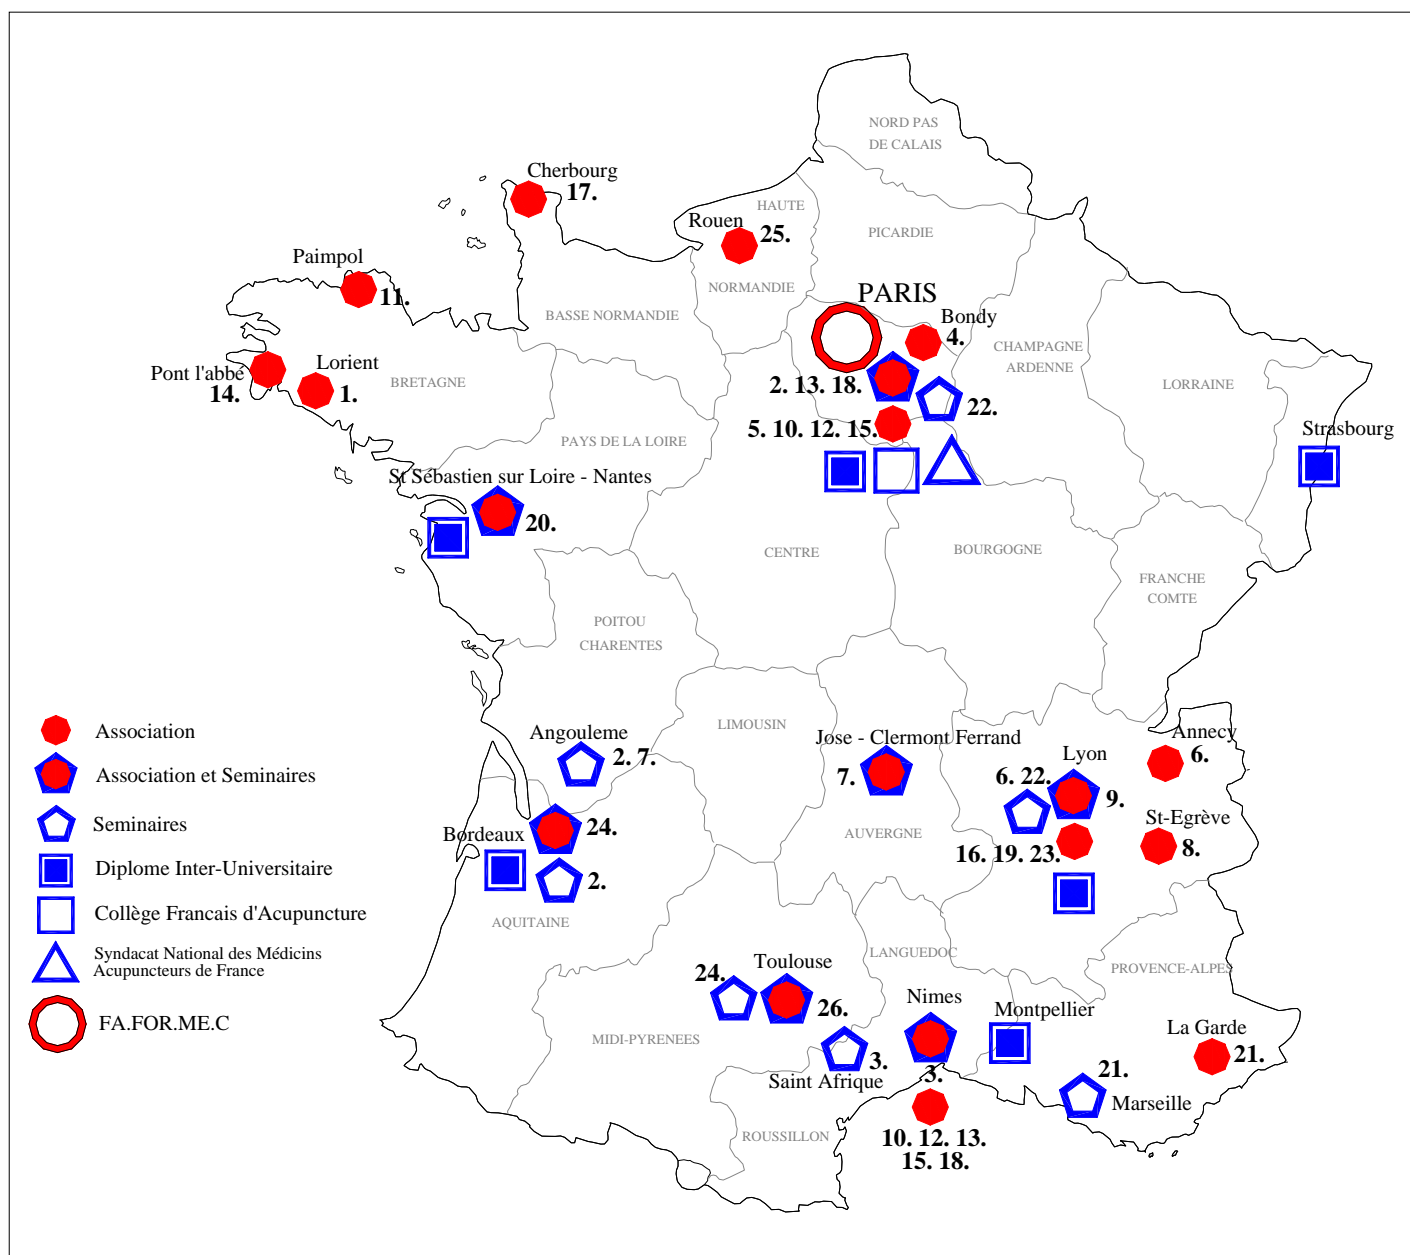 NORD PAS
DE CALAIS
Cherbourg
17.
HAUTE
Rouen
25.
PICARDIE
Paimpol
11.
NORMANDIE
PARIS
BASSE NORMANDIE
Bondy
4.
CHAMPAGNE
ARDENNE
Pont l'abbé
14.
Lorient
1.
BRETAGNE
2. 13. 18.
LORRAINE
22.
5. 10. 12. 15.
Strasbourg
PAYS DE LA LOIRE
St Sébastien sur Loire - Nantes
20.
CENTRE
BOURGOGNE
FRANCHE
COMTE
POITOU
CHARENTES
LIMOUSIN
Angouleme
2. 7.
Jose - Clermont Ferrand
7.
Annecy
6.
Lyon
6. 22.
9.
Bordeaux
24.
2.
AUVERGNE
16. 19. 23.
St-Egrève
8.
AQUITAINE
LANGUEDOC
PROVENCE-ALPES
Toulouse
24.
26.
Nimes
3.
Montpellier
MIDI-PYRENEES
3.
Saint Afrique
La Garde
21.
21.
Marseille
10. 12. 13.
15. 18.
ROUSSILLON
Association
Association et Seminaires
Seminaires
Diplome Inter-Universitaire
Collège Francais d'Acupuncture
Syndacat National des Médicins
Acupuncteurs de France
FA.FOR.ME.C